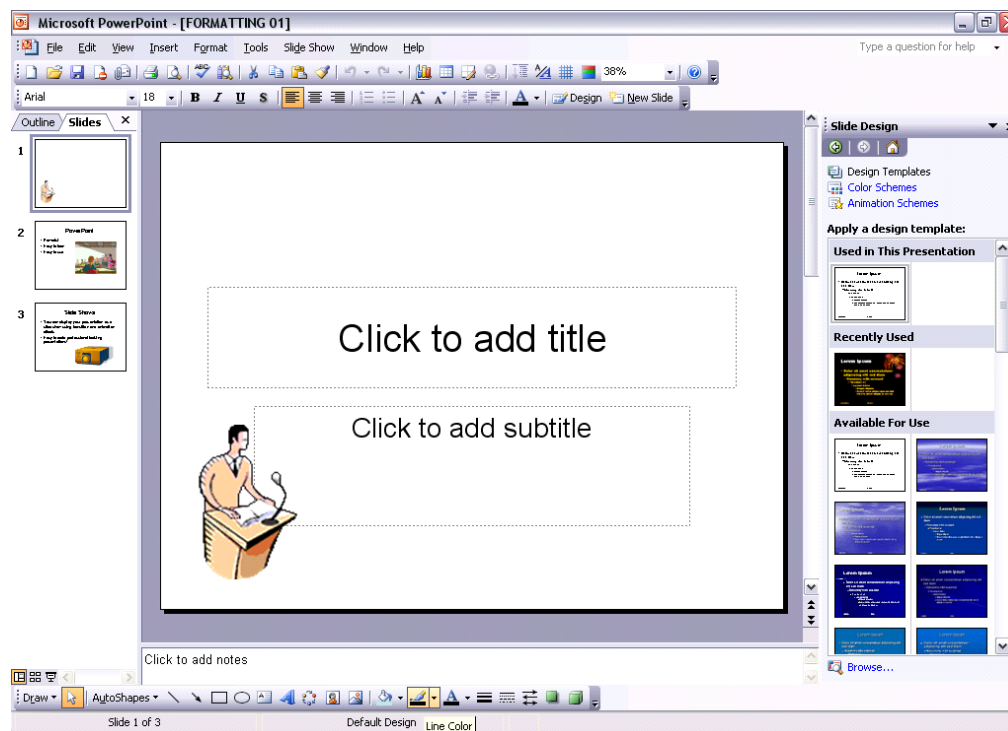 Microsoft PowerPoint - [FORMATTING 01]
File Edit View Insert Format Tools Slide Show Window Help Type a question for help
38%
Arial 18 B I U S A A A Design New Slide
Outline Slides
Slide Design
1
Design Templates
Color Schemes
Animation Schemes
2
PowerPoint
Apply a design template:
Used in This Presentation
3
Slide Shows
Recently Used
Click to add title
Available For Use
Click to add subtitle
Click to add notes
Browse...
Draw AutoShapes A
Slide 1 of 3 Default Design Line Color